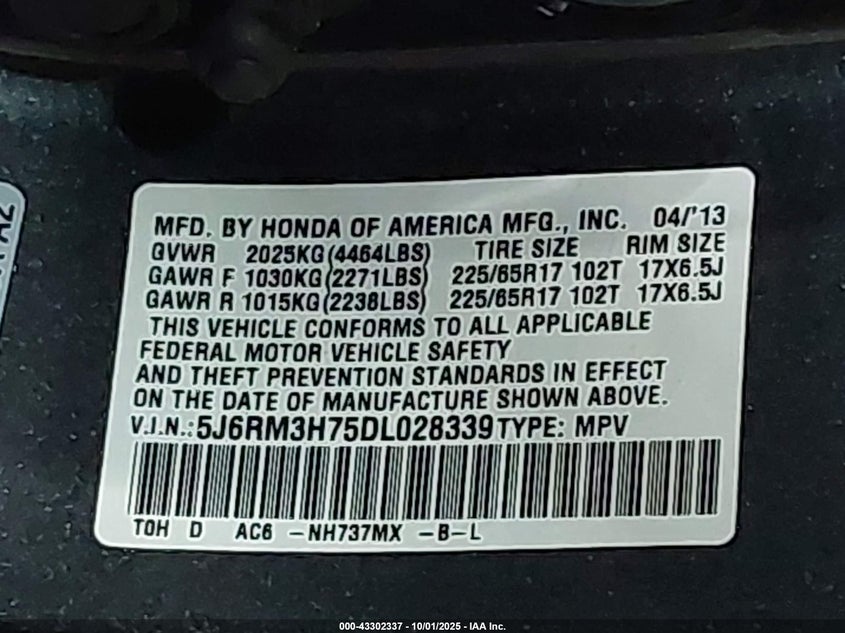 MFD. BY HONDA OF AMERICA MFG., INC. 04/'13
GVWR 2025KG(4464LBS) TIRE SIZE RIM SIZE
GAWR F 1030KG(2271LBS) 225/65R17 102T 17X6.5J
GAWR R 1015KG(2238LBS) 225/65R17 102T 17X6.5J
THIS VEHICLE CONFORMS TO ALL APPLICABLE
FEDERAL MOTOR VEHICLE SAFETY
AND THEFT PREVENTION STANDARDS IN EFFECT
ON THE DATE OF MANUFACTURE SHOWN ABOVE.
V.I.N.: 5J6RM3H75DL028339 TYPE: MPV
TOH D AC6 -NH737MX -B-L
000-43302337 - 10/01/2025 - IAA Inc.